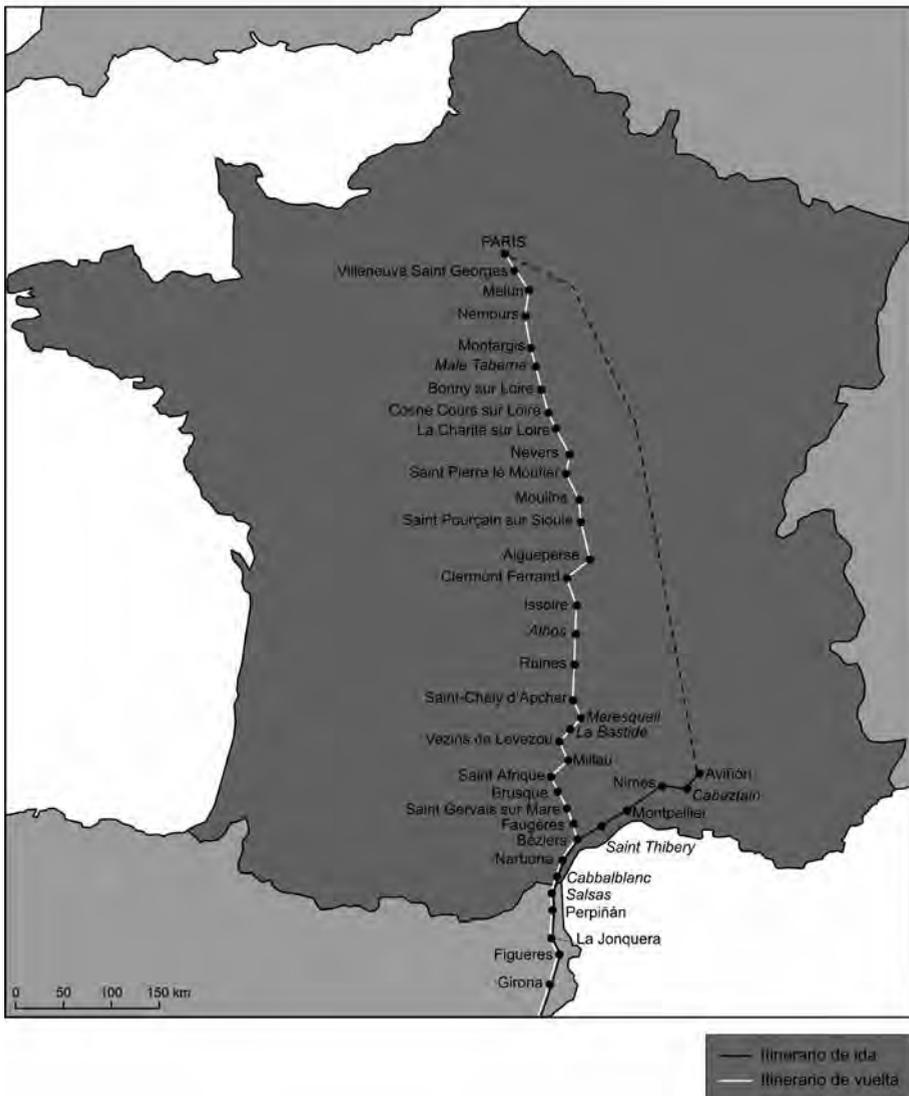 PARIS
Villeneuve Saint Georges
Melun
Nemours
Montargis
Male Taberne
Bonny sur Loire
Cosne Cours sur Loire
La Charite sur Loire
Nevers
Saint Pierre le Moutier
Moulins
Saint Pourçain sur Sioule
Aigueperse
Clermont Ferrand
Issoire
Alhos
Ruines
Saint-Chely d'Apcher
Meresqueil
La Bastide
Vezins de Levezou
Millau
Saint Afrique
Aviñón
Nimes
Cabeztain
Brusque
Saint Gervais sur Mare
Montpellier
Faugères
Béziers
Saint Thibery
Narbona
Cabbalblanc
Salsas
Perpiñán
La Jonquera
Figueres
Girona
0 50 100 150 km
Itinerario de ida
Itinerario de vuelta